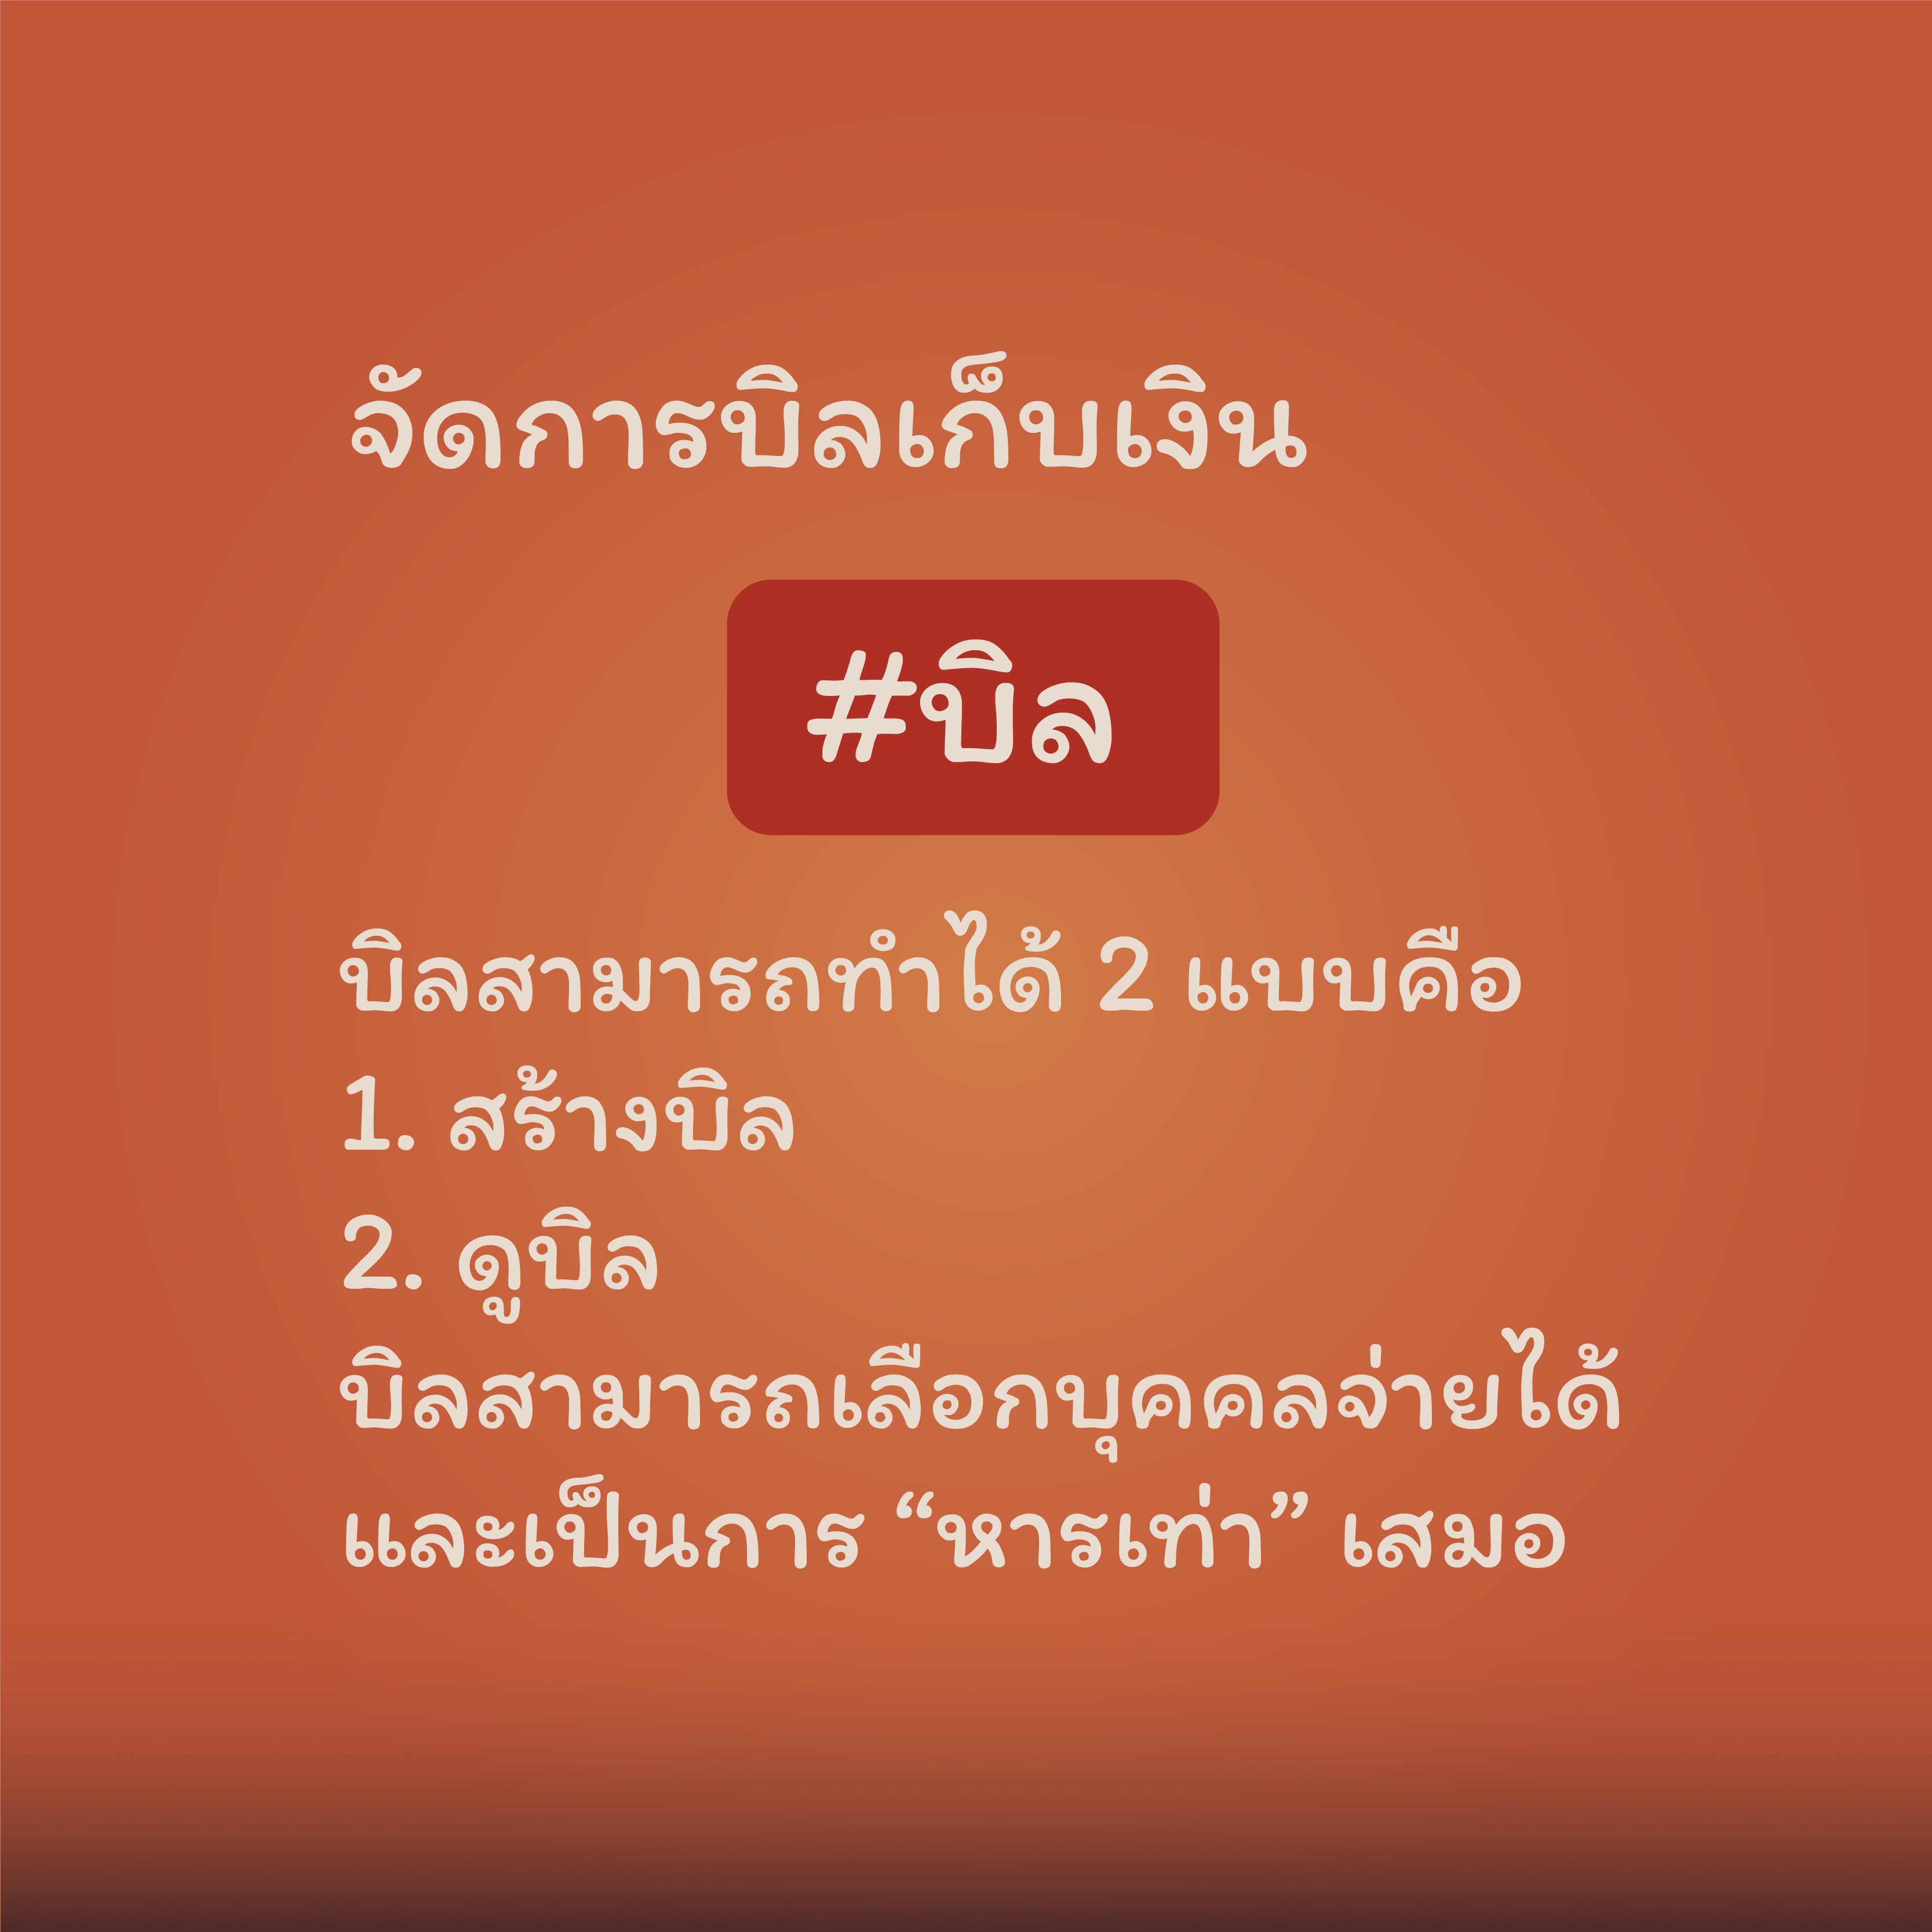 จัดการบิลเก็บเงิน
#บิล
บิลสามารถทำได้ 2 แบบคือ
1. สร้างบิล
2. ดูบิล
บิลสามารถเลือกบุคคลจ่ายได้
และเป็นการ “หารเท่า” เสมอ